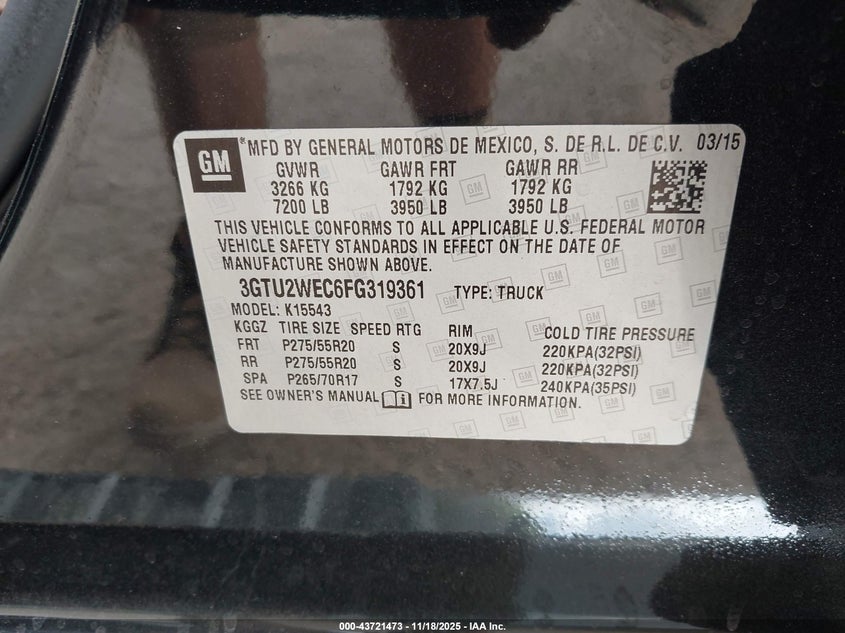 GM *MFD BY GENERAL MOTORS DE MEXICO, S. DE R.L. DE C.V. 03/15
GVWR GAWR FRT GAWR RR
3266 KG 1792 KG 1792 KG
7200 LB 3950 LB 3950 LB
THIS VEHICLE CONFORMS TO ALL APPLICABLE U.S. FEDERAL MOTOR
VEHICLE SAFETY STANDARDS IN EFFECT ON THE DATE OF
MANUFACTURE SHOWN ABOVE.
3GTU2WEC6FG319361 TYPE: TRUCK
MODEL: K15543
KGGZ TIRE SIZE SPEED RTG RIM COLD TIRE PRESSURE
FRT P275/55R20 S 20X9J 220KPA(32PSI)
RR P275/55R20 S 20X9J 220KPA(32PSI)
SPA P265/70R17 S 17X7.5J 240KPA(35PSI)
SEE OWNER'S MANUAL FOR MORE INFORMATION.
000-43721473 - 11/18/2025 - IAA Inc.